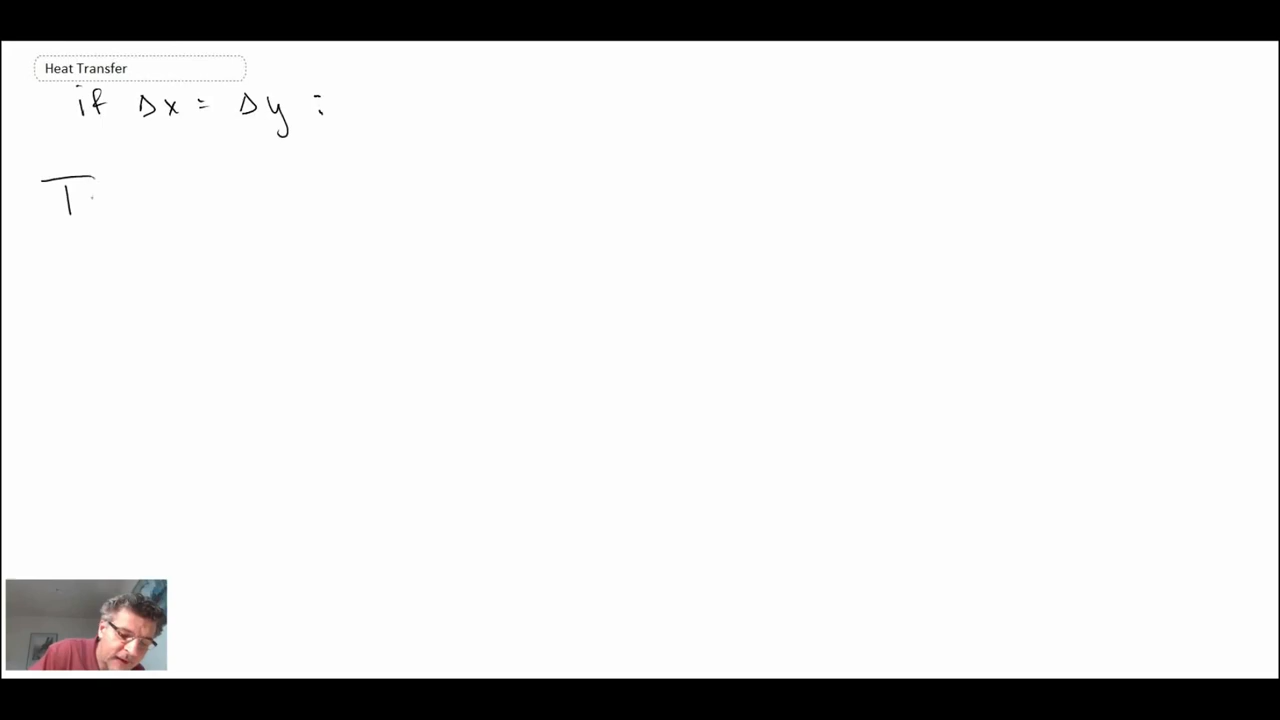 Heat Transfer
if Δx = Δy :
T